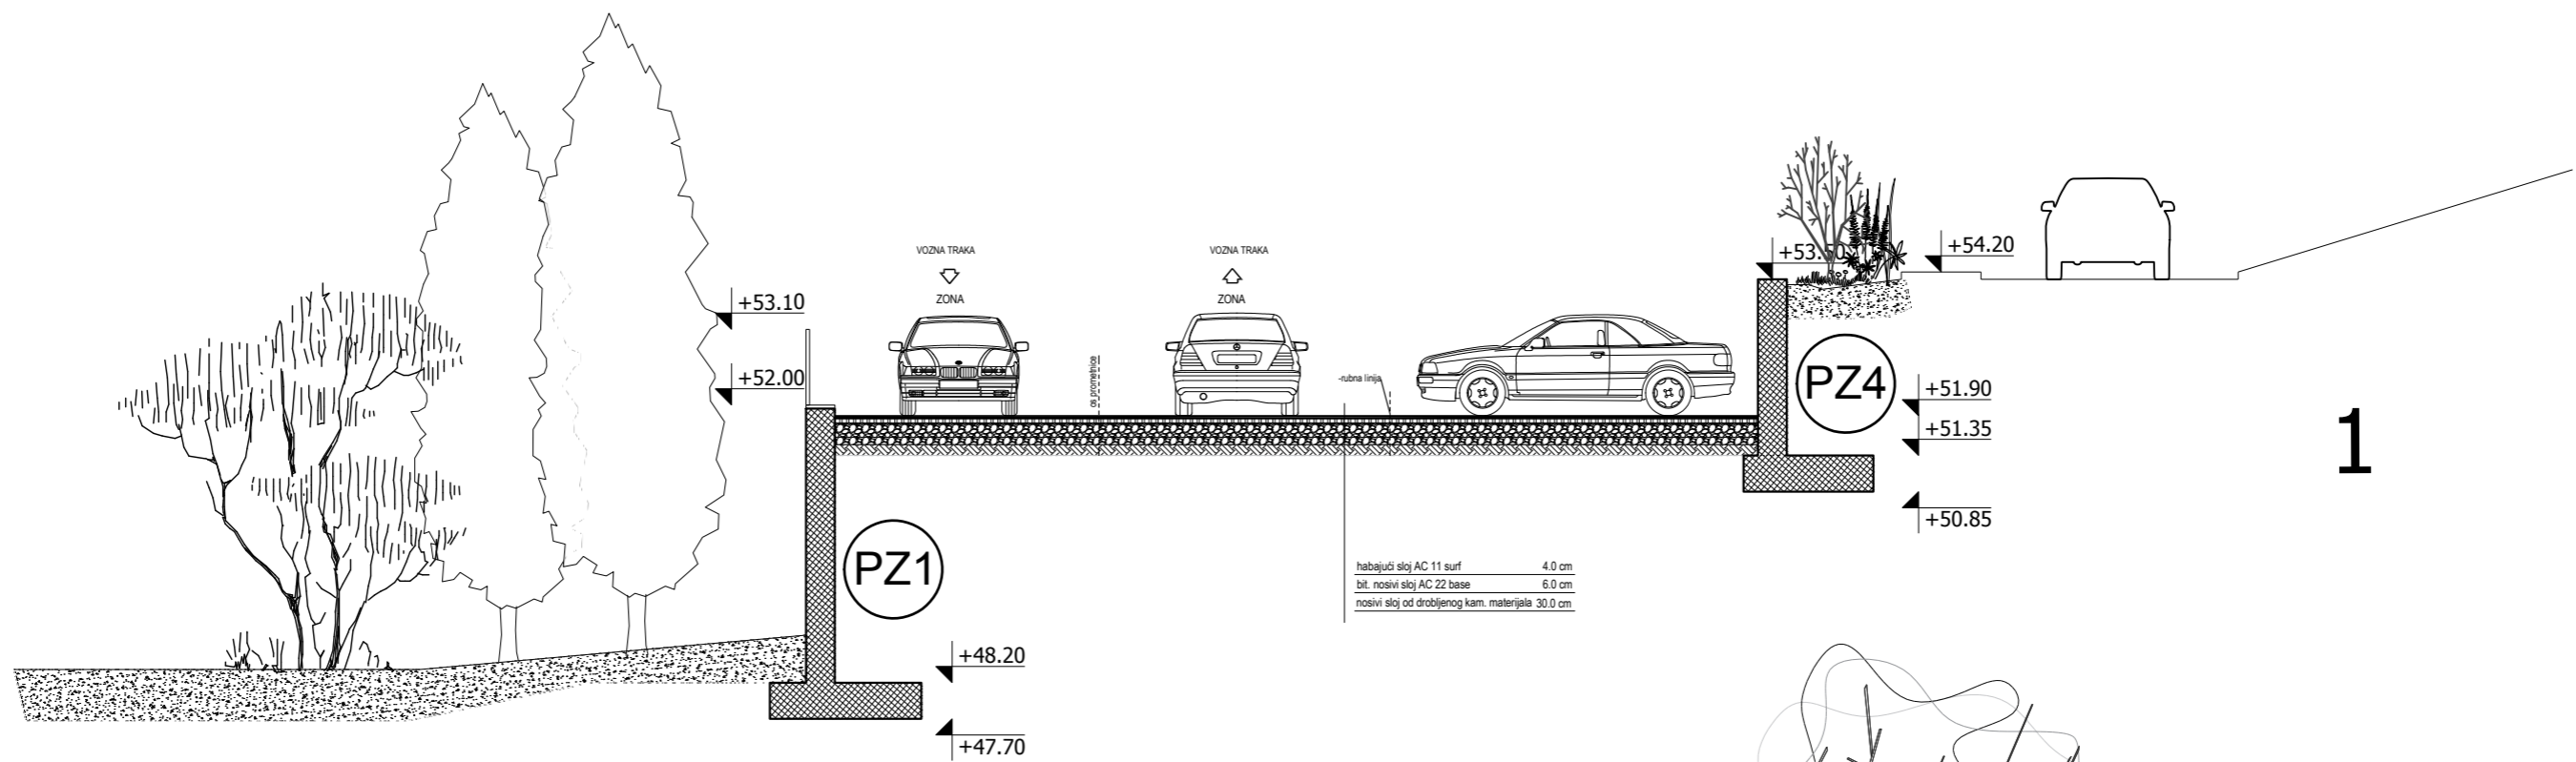 VOZNA TRAKA
VOZNA TRAKA
ZONA
ZONA
+53.10
+52.00
+53.50
+54.20
os prometnice
-rubna linija
PZ4
+51.90
+51.35
+50.85
1
PZ1
habajući sloj AC 11 surf 4.0 cm
bit. nosivi sloj AC 22 base 6.0 cm
nosivi sloj od drobljenog kam. materijala 30.0 cm
+48.20
+47.70